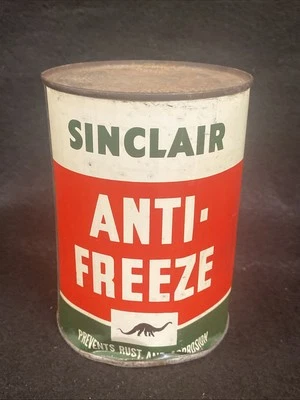 SINCLAIR
ANTI-
FREEZE
PREVENTS RUST, AND CORROSION